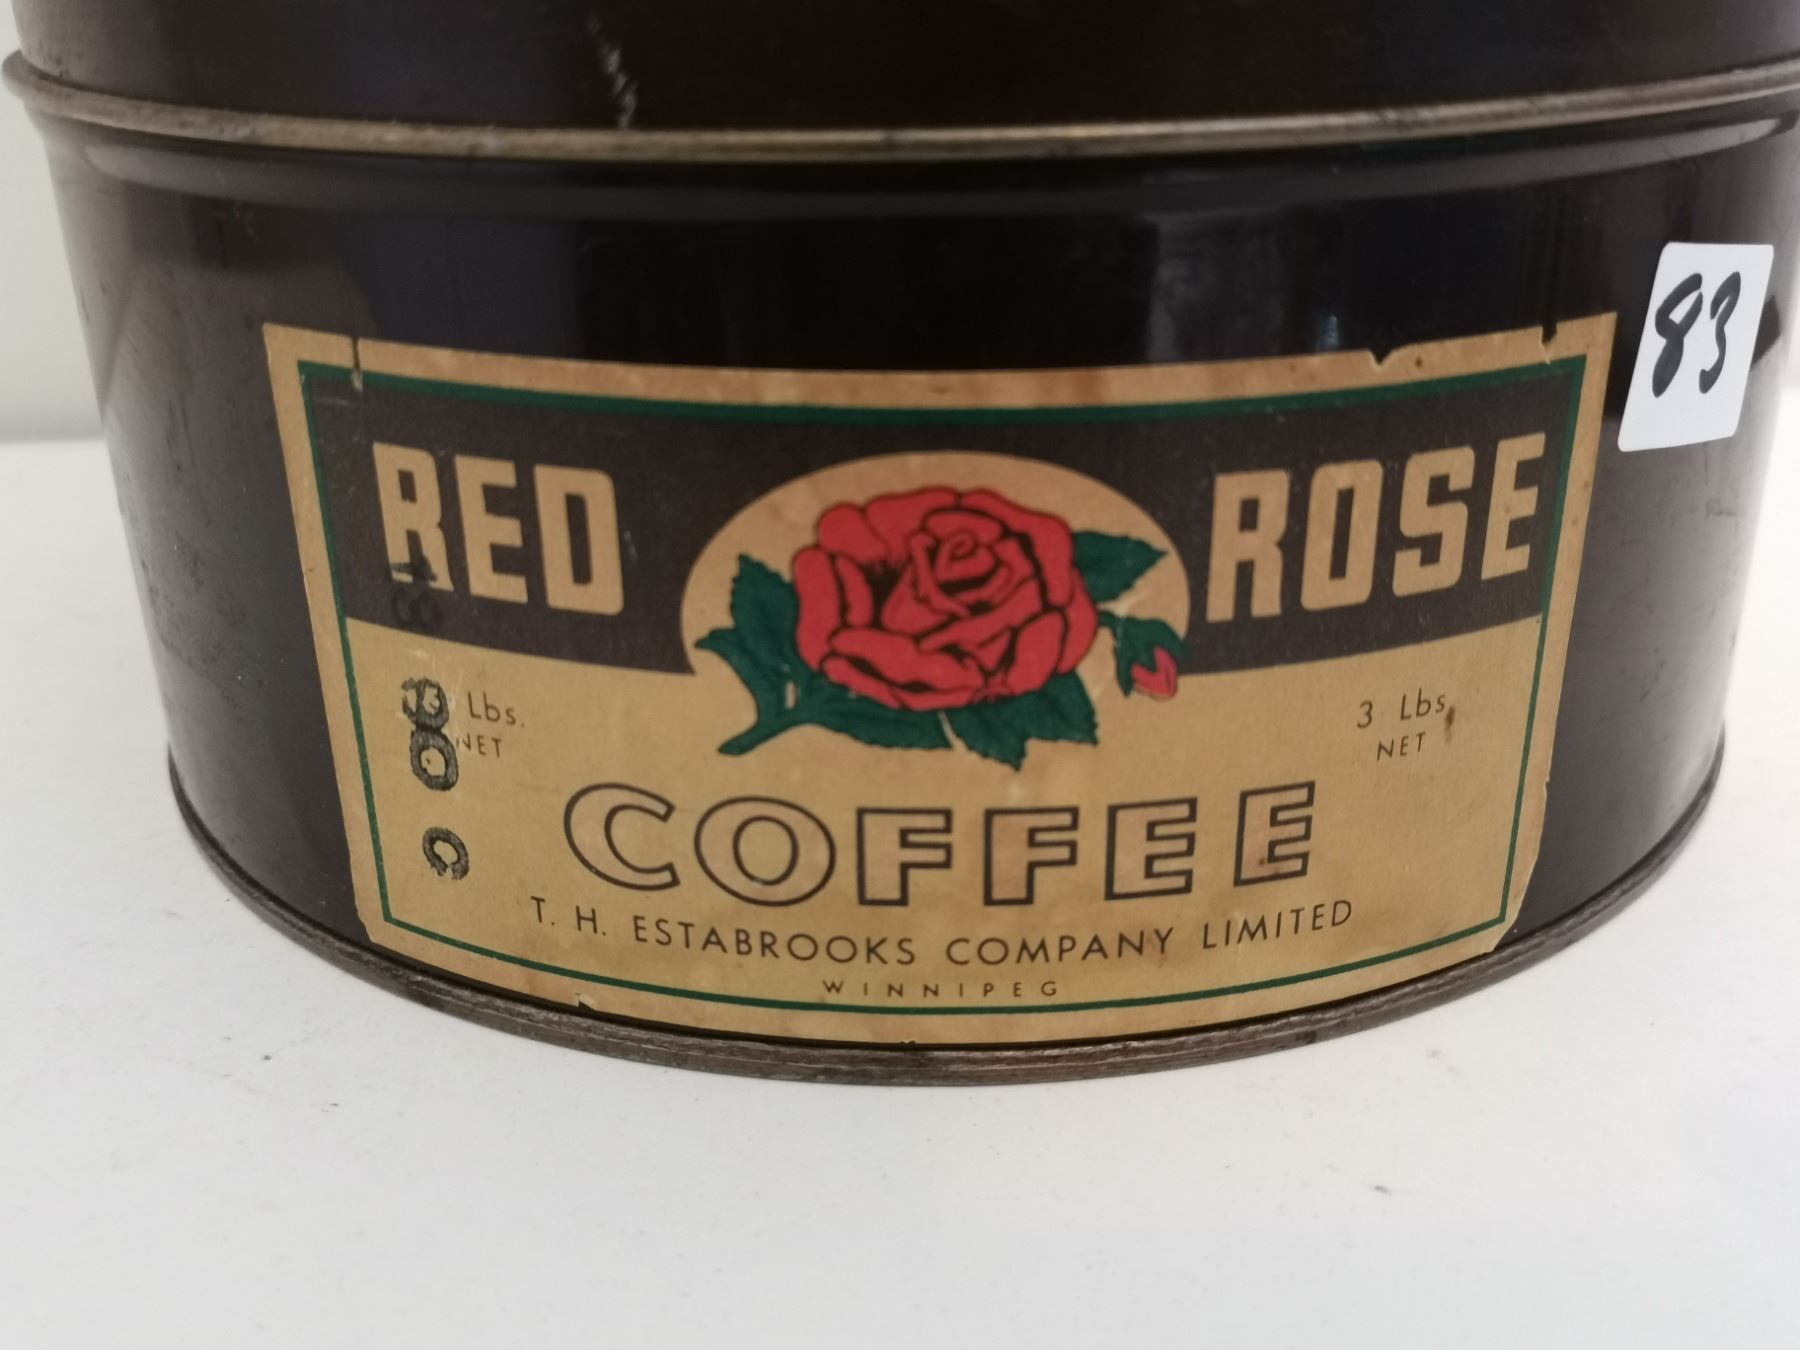 83
RED ROSE
Lbs. 3 Lbs.
NET NET
COFFEE
T. H. ESTABROOKS COMPANY LIMITED
WINNIPEG